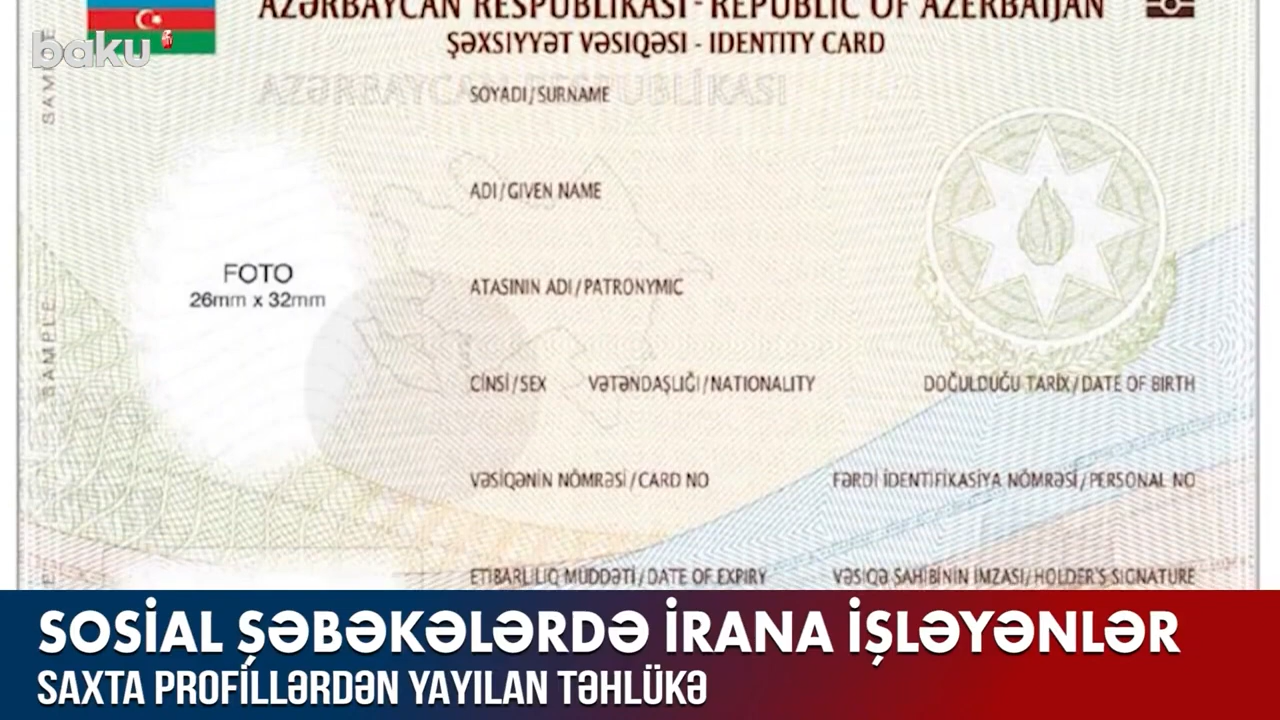 AZƏRBAYCAN RESPUBLİKASI - REPUBLIC OF AZERBAIJAN
ŞƏXSİYYƏT VƏSİQƏSİ - IDENTITY CARD
baku
SAMPLE
AZƏRBAYCAN RESPUBLİKASI
SOYADI / SURNAME
ADI / GIVEN NAME
FOTO
26mm x 32mm
ATASININ ADI / PATRONYMIC
SAMPLE
CİNSİ / SEX VƏTƏNDAŞLIĞI / NATIONALITY DOĞULDUĞU TARİX / DATE OF BIRTH
VƏSİQƏNİN NÖMRƏSİ / CARD NO FƏRDİ İDENTİFİKASİYA NÖMRƏSİ / PERSONAL NO
ETİBARLILIQ MÜDDƏTİ / DATE OF EXPIRY VƏSİQƏ SAHİBİNİN İMZASI / HOLDER'S SIGNATURE
SOSİAL ŞƏBƏKƏLƏRDƏ İRANA İŞLƏYƏNLƏR
SAXTA PROFİLLƏRDƏN YAYILAN TƏHLÜKƏ